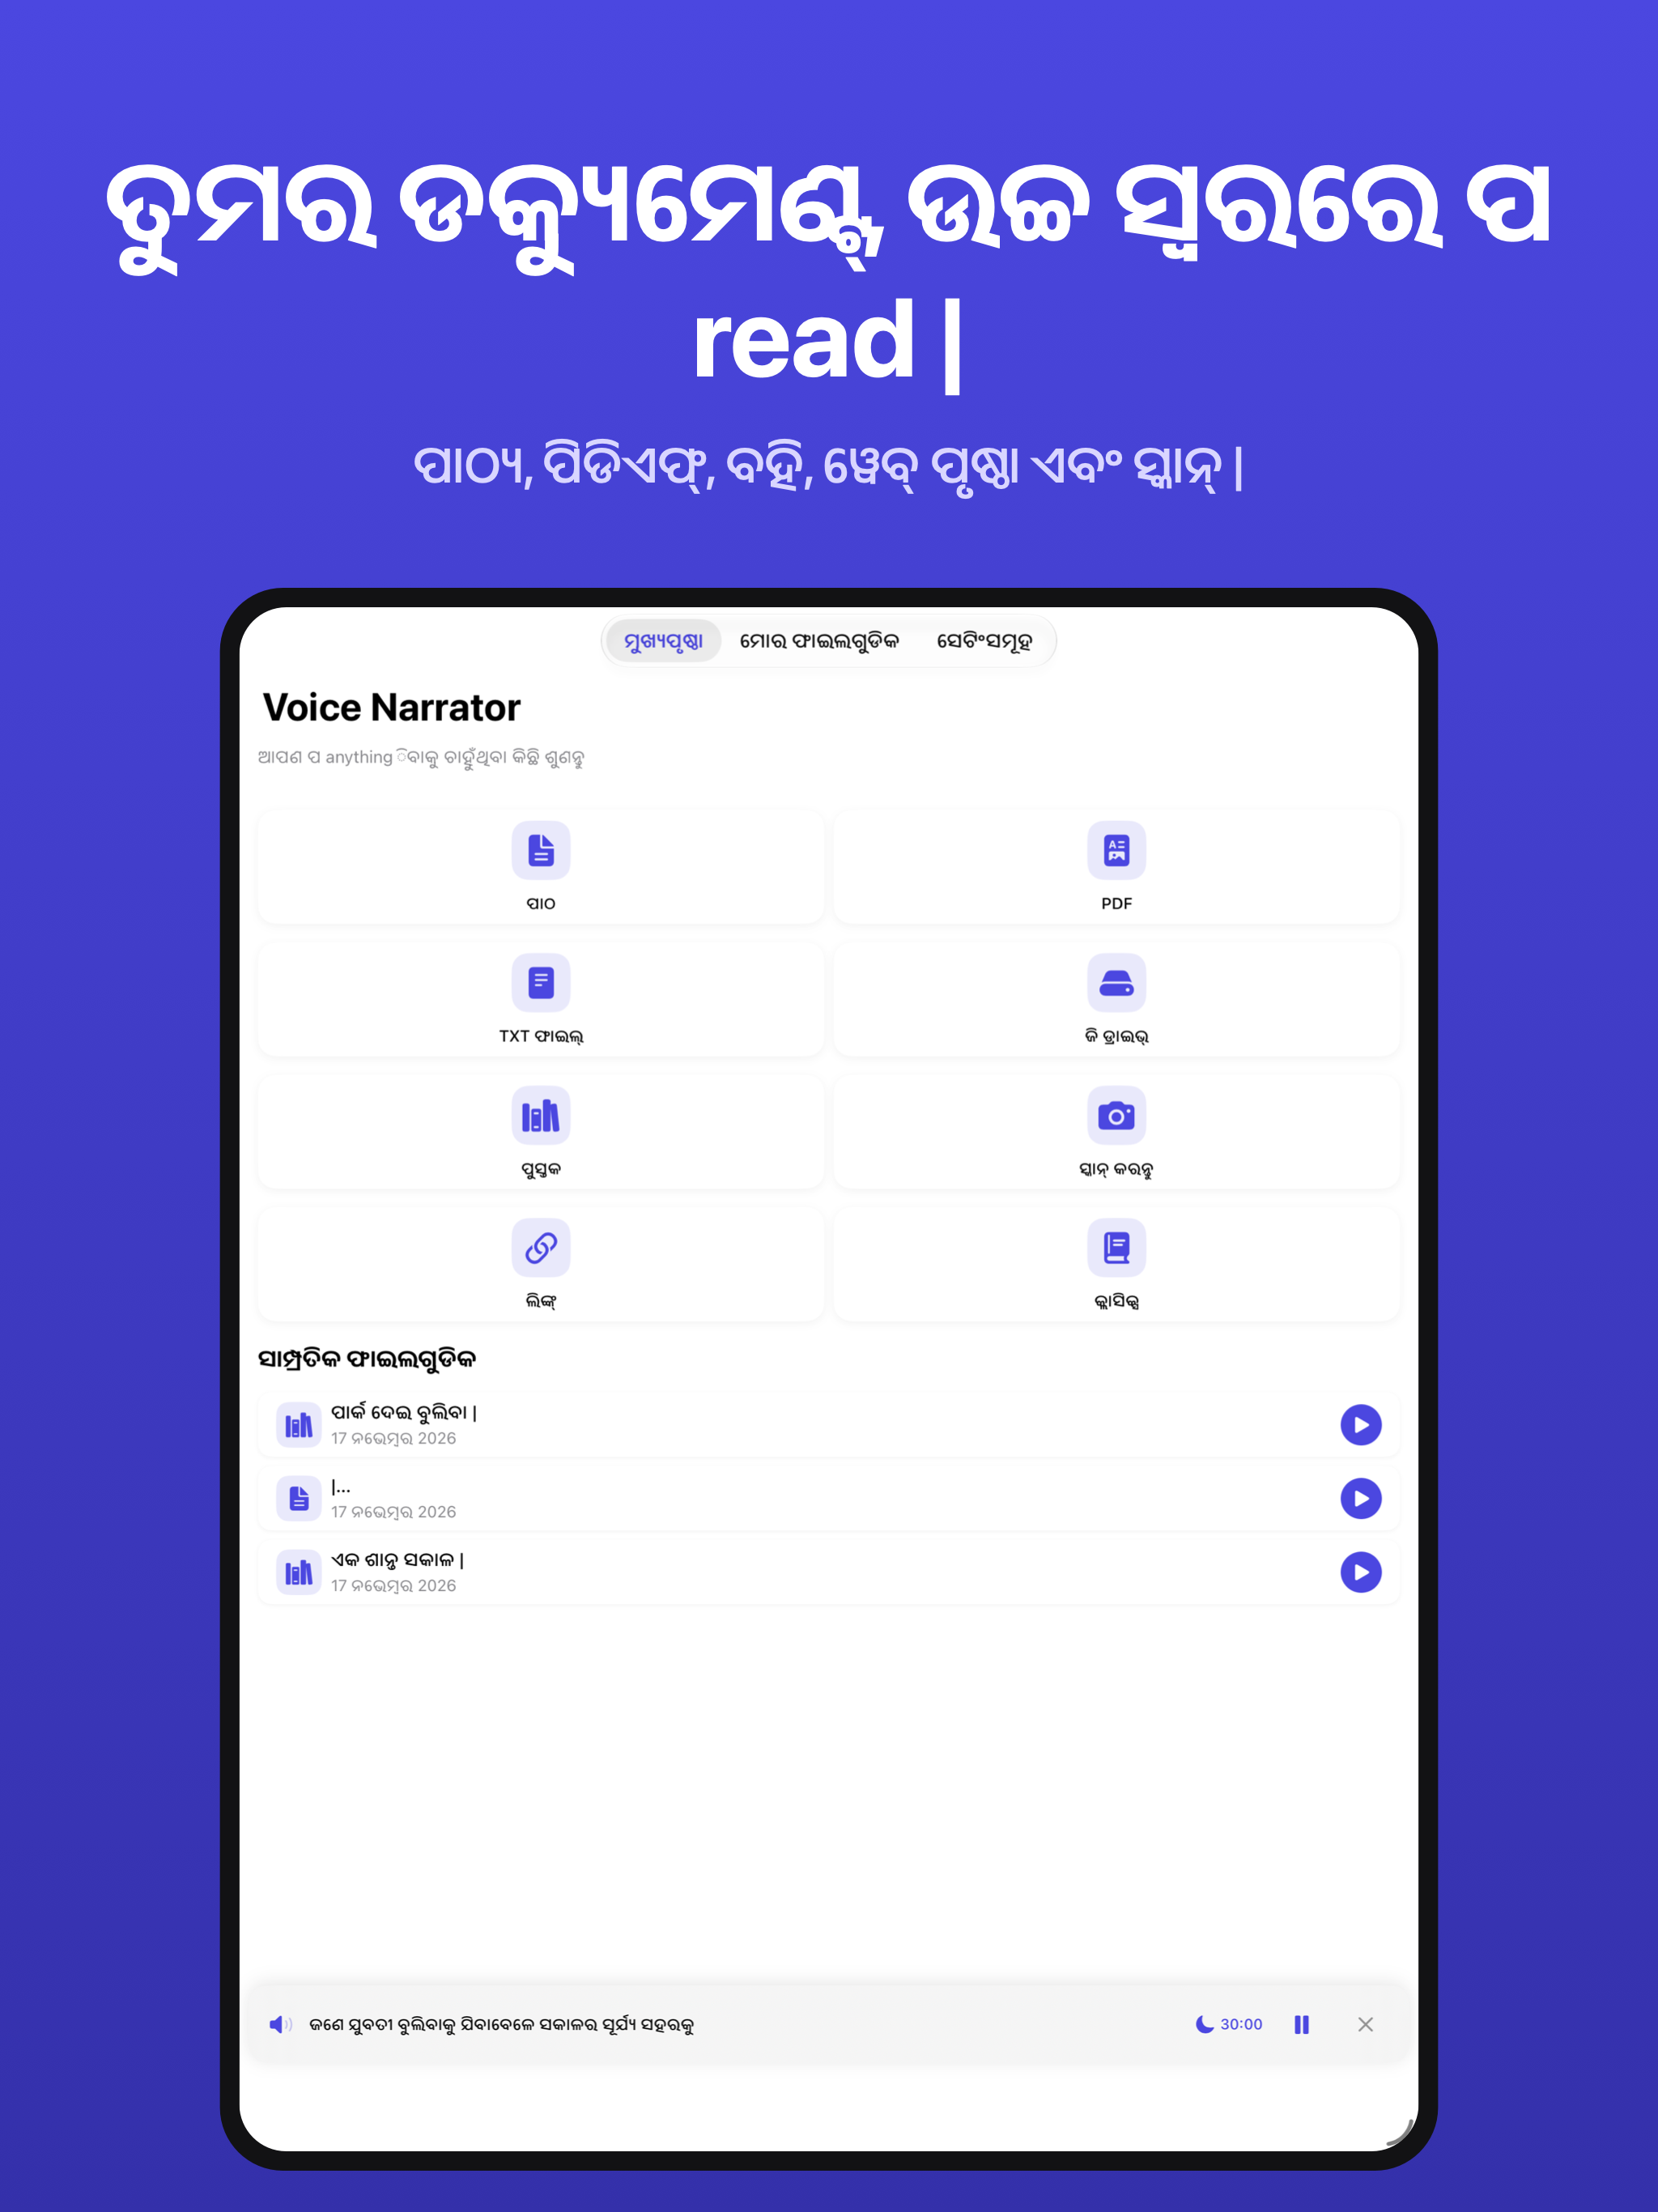 ତୁମର ଡକ୍ୟୁମେଣ୍ଟ୍, ଉଇ ସ୍ୱରରେ ପ
read |
ପାଠ୍ୟ, ପିଡିଏଫ୍, ବହି, ୱେବ୍ ପୃଷ୍ଠା ଏବଂ ସ୍କାନ୍ |
ମୁଖ୍ୟପୃଷ୍ଠା ମୋର ଫାଇଲଗୁଡିକ ସେଟିଂସମୂହ
Voice Narrator
ଆପଣ ପ anything ିବାକୁ ଚାହୁଁଥିବା କିଛି ଶୁଣନ୍ତୁ
ପାଠ
PDF
TXT ଫାଇଲ୍
ଜି ଡ୍ରାଇଭ୍
ପୁସ୍ତକ
ସ୍କାନ୍ କରନ୍ତୁ
ଲିଙ୍କ୍
କ୍ଲାସିକ୍ସ
ସାମ୍ପ୍ରତିକ ଫାଇଲଗୁଡିକ
ପାର୍କ ଦେଇ ବୁଲିବା |
17 ନଭେମ୍ବର 2026
|...
17 ନଭେମ୍ବର 2026
ଏକ ଶାନ୍ତ ସକାଳ |
17 ନଭେମ୍ବର 2026
ଜଣେ ଯୁବତୀ ବୁଲିବାକୁ ଯିବାବେଳେ ସକାଳର ସୂର୍ଯ୍ୟ ସହରକୁ 30:00